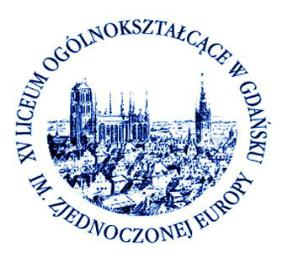 XV LICEUM OGÓLNOKSZTAŁCĄCE W GDAŃSKU
IM. ZJEDNOCZONEJ EUROPY